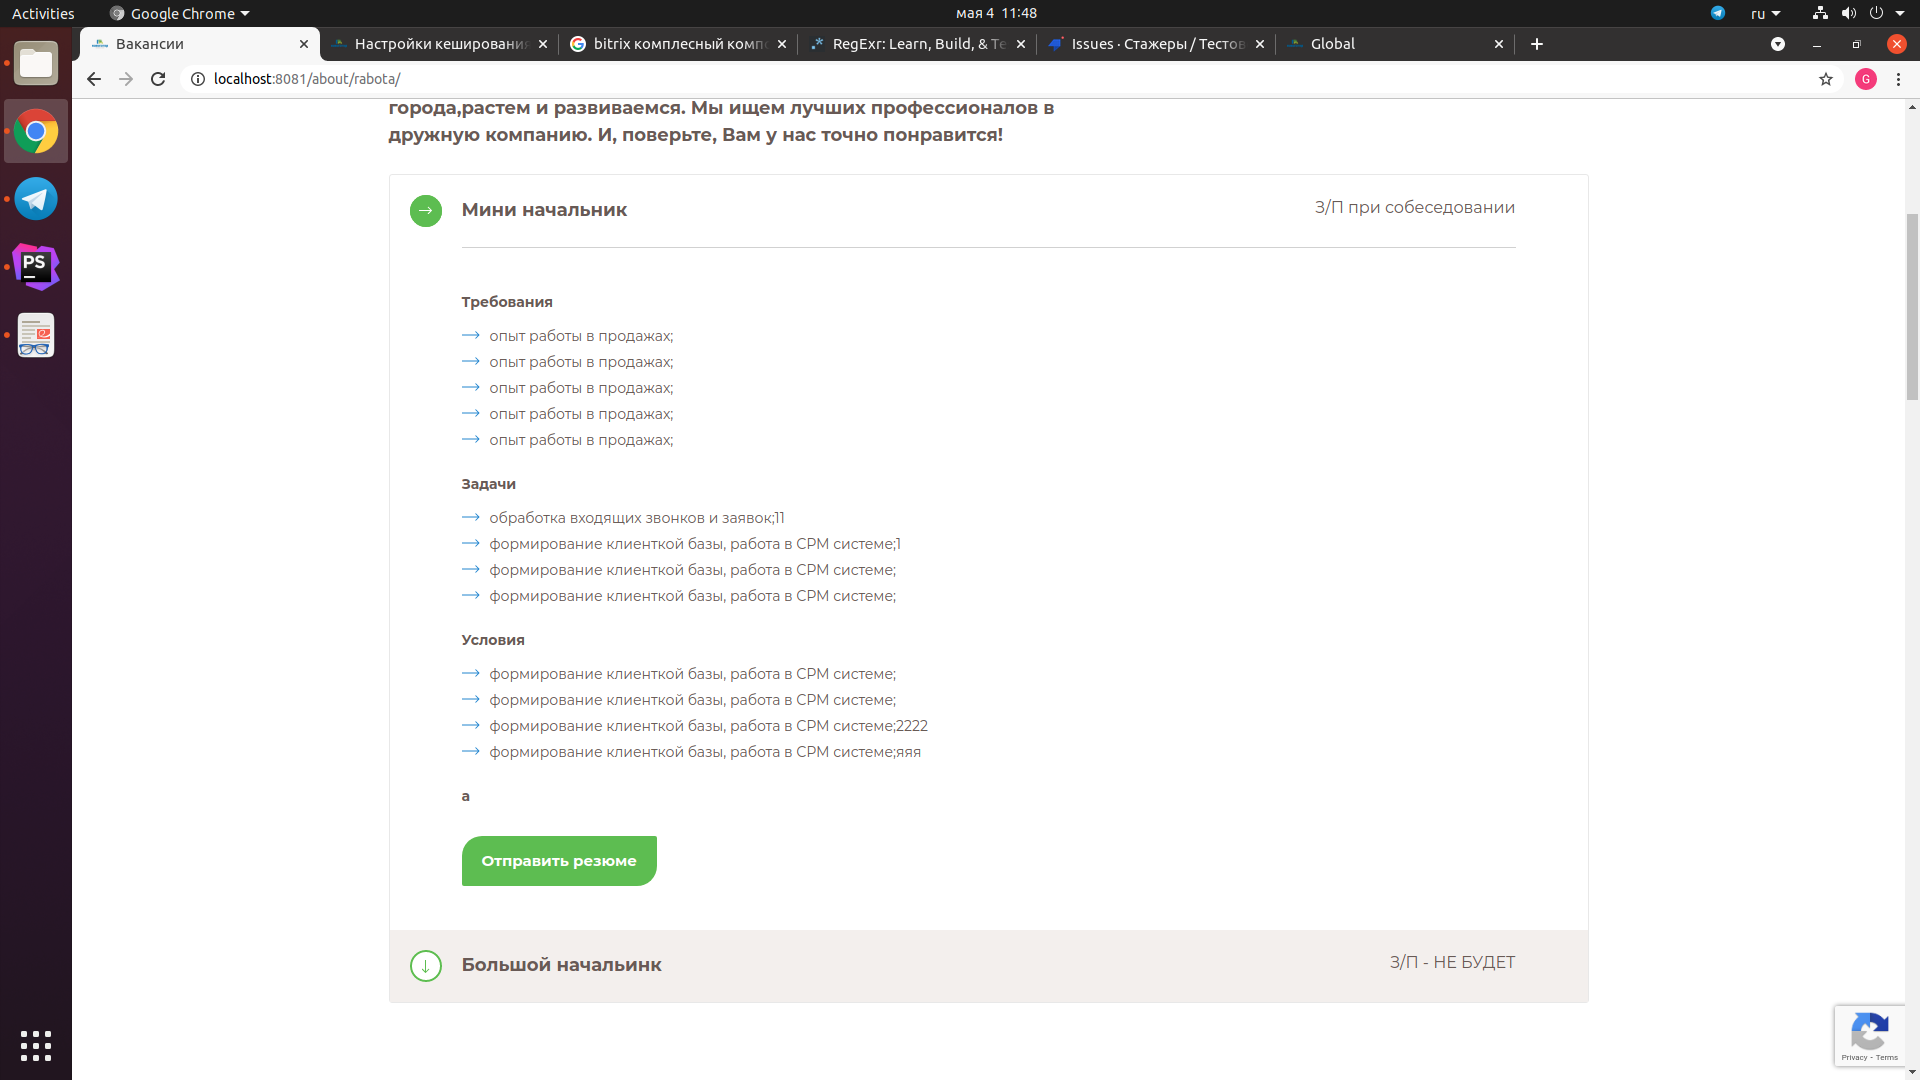 Activities
Google Chrome
мая 4 11:48
ru
Вакансии
Настройки кеширования
bitrix комплесный комп
RegExr: Learn, Build, & Te
Issues · Стажеры / Тестов
Global
localhost:8081/about/rabota/
G
города,растем и развиваемся. Мы ищем лучших профессионалов в
дружную компанию. И, поверьте, Вам у нас точно понравится!
Мини начальник
З/П при собеседовании
Требования
опыт работы в продажах;
опыт работы в продажах;
опыт работы в продажах;
опыт работы в продажах;
опыт работы в продажах;
Задачи
обработка входящих звонков и заявок;11
формирование клиенткой базы, работа в СРМ системе;1
формирование клиенткой базы, работа в СРМ системе;
формирование клиенткой базы, работа в СРМ системе;
Условия
формирование клиенткой базы, работа в СРМ системе;
формирование клиенткой базы, работа в СРМ системе;
формирование клиенткой базы, работа в СРМ системе;2222
формирование клиенткой базы, работа в СРМ системе;яяя
а
Отправить резюме
Большой начальинк
З/П - НЕ БУДЕТ
PS
Privacy - Terms